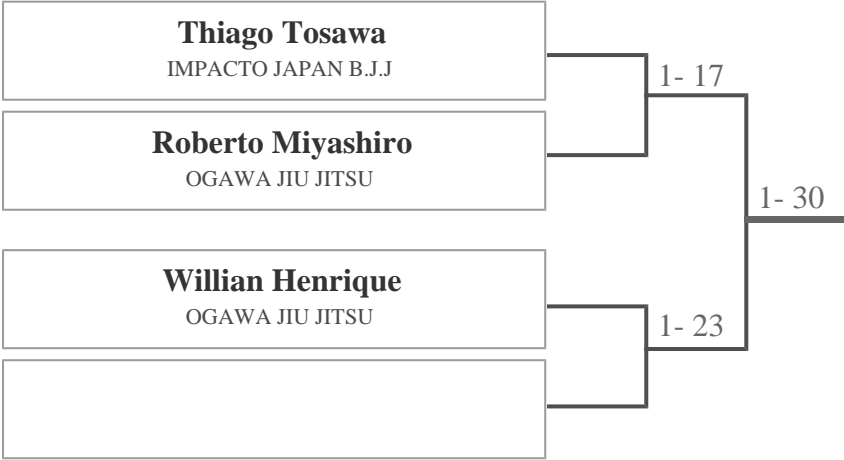 Thiago Tosawa
IMPACTO JAPAN B.J.J
1- 17
Roberto Miyashiro
OGAWA JIU JITSU
1- 30
Willian Henrique
OGAWA JIU JITSU
1- 23